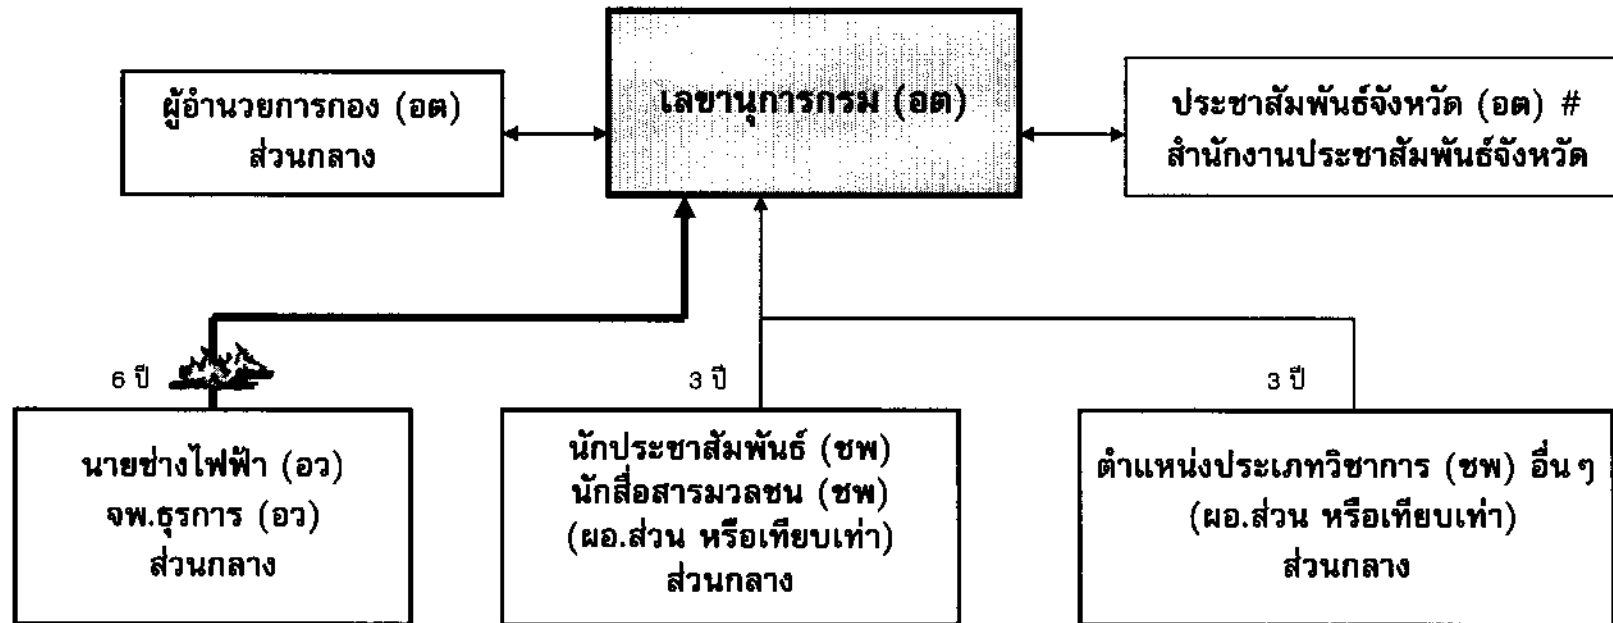 เลขานุการกรม (อต)
ผู้อำนวยการกอง (อต)
ส่วนกลาง
ประชาสัมพันธ์จังหวัด (อต) #
สำนักงานประชาสัมพันธ์จังหวัด
6 ปี
3 ปี
3 ปี
นายช่างไฟฟ้า (อว)
จพ.ธุรการ (อว)
ส่วนกลาง
นักประชาสัมพันธ์ (ชพ)
นักสื่อสารมวลชน (ชพ)
(ผอ.ส่วน หรือเทียบเท่า)
ส่วนกลาง
ตำแหน่งประเภทวิชาการ (ชพ) อื่นๆ
(ผอ.ส่วน หรือเทียบเท่า)
ส่วนกลาง